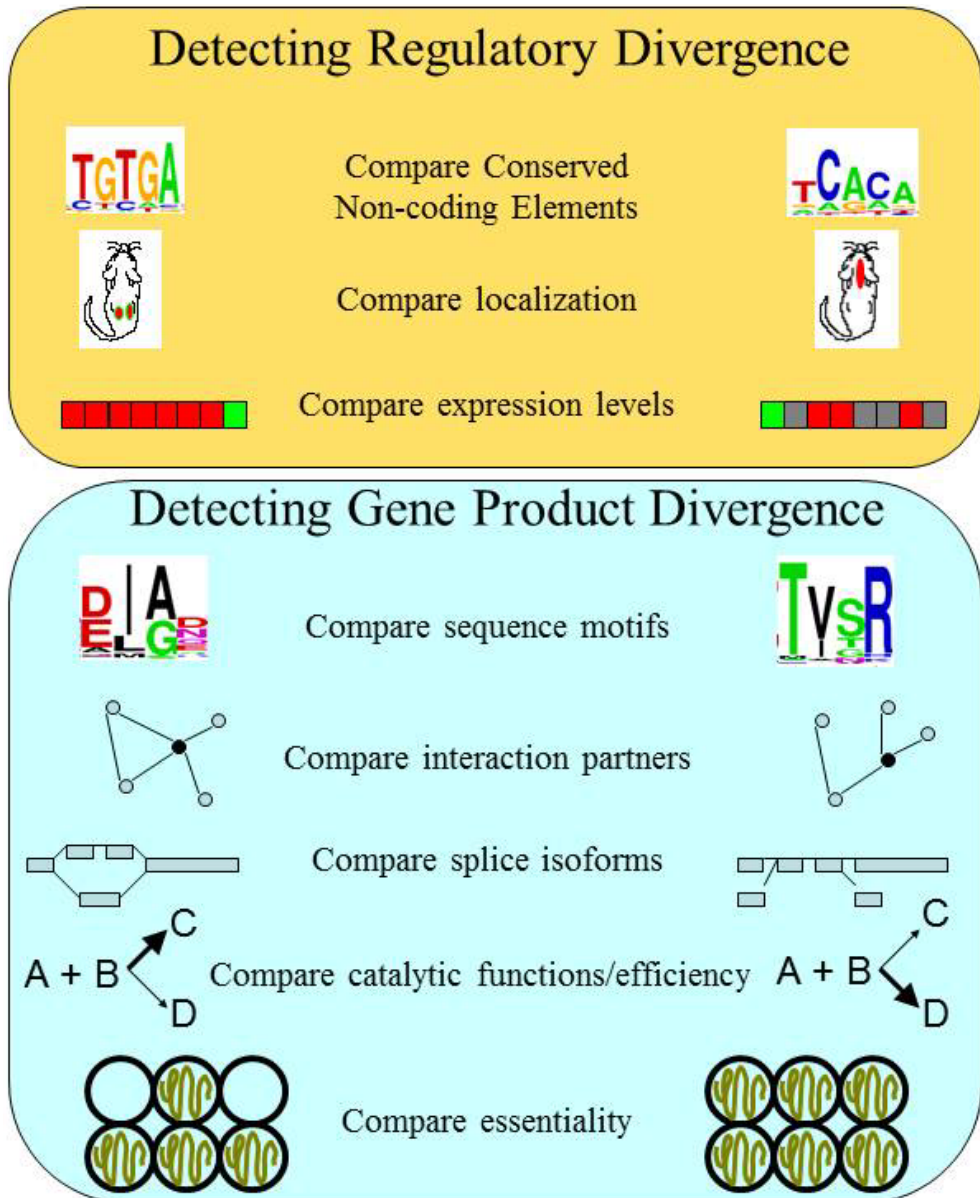 Detecting Regulatory Divergence
TGTGA
TCACA
Compare Conserved
Non-coding Elements
Compare localization
Compare expression levels
Detecting Gene Product Divergence
D I A D
E L G N
T V S R
Compare sequence motifs
Compare interaction partners
Compare splice isoforms
A + B C D
Compare catalytic functions/efficiency
A + B C D
Compare essentiality